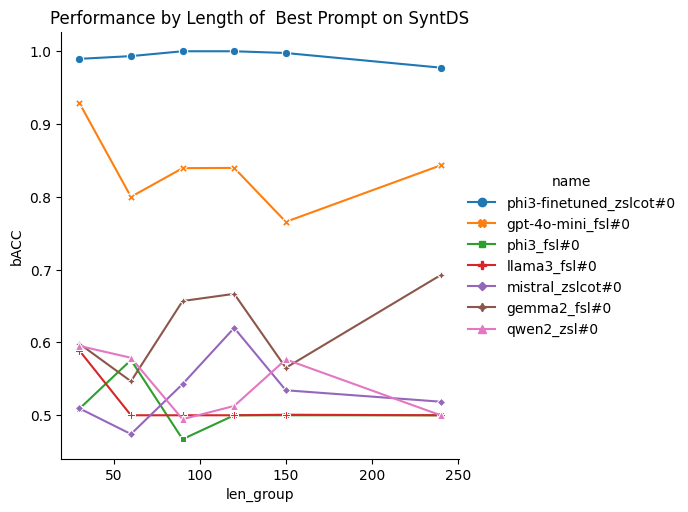 Performance by Length of  Best Prompt on SyntDS
1.0
0.9
0.8
0.7
0.6
0.5
bACC
50
100
150
200
250
len_group
name
phi3-finetuned_zslcot#0
gpt-4o-mini_fsl#0
phi3_fsl#0
llama3_fsl#0
mistral_zslcot#0
gemma2_fsl#0
qwen2_zsl#0